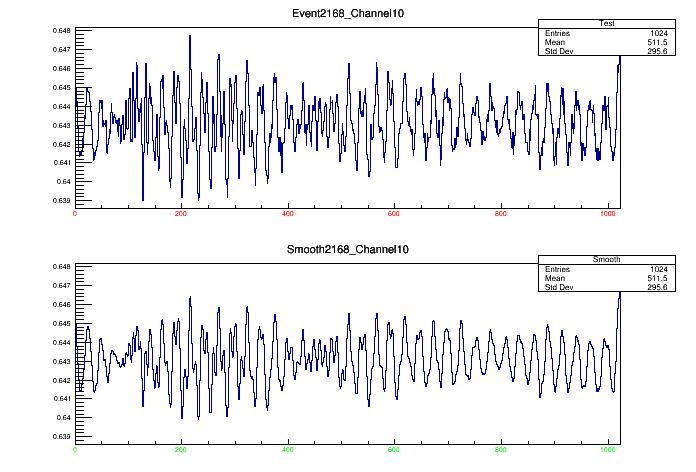 Event2168_Channel10
Test
Entries 1024
Mean 511.5
Std Dev 295.6
0.648
0.647
0.646
0.645
0.644
0.643
0.642
0.641
0.64
0.639
0 200 400 600 800 1000
Smooth2168_Channel10
Smooth
Entries 1024
Mean 511.5
Std Dev 295.6
0.648
0.647
0.646
0.645
0.644
0.643
0.642
0.641
0.64
0.639
0 200 400 600 800 1000